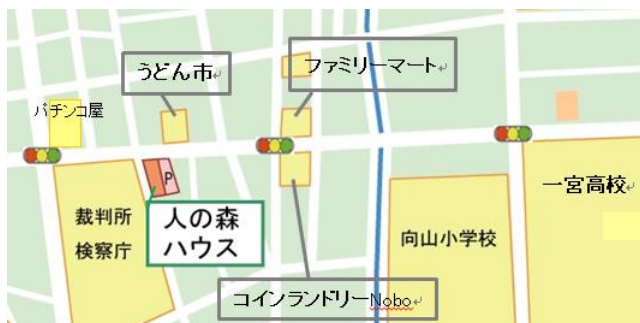 うどん市
ファミリーマート
パチンコ屋
P
人の森
ハウス
裁判所
検察庁
一宮高校
向山小学校
コインランドリーNobo